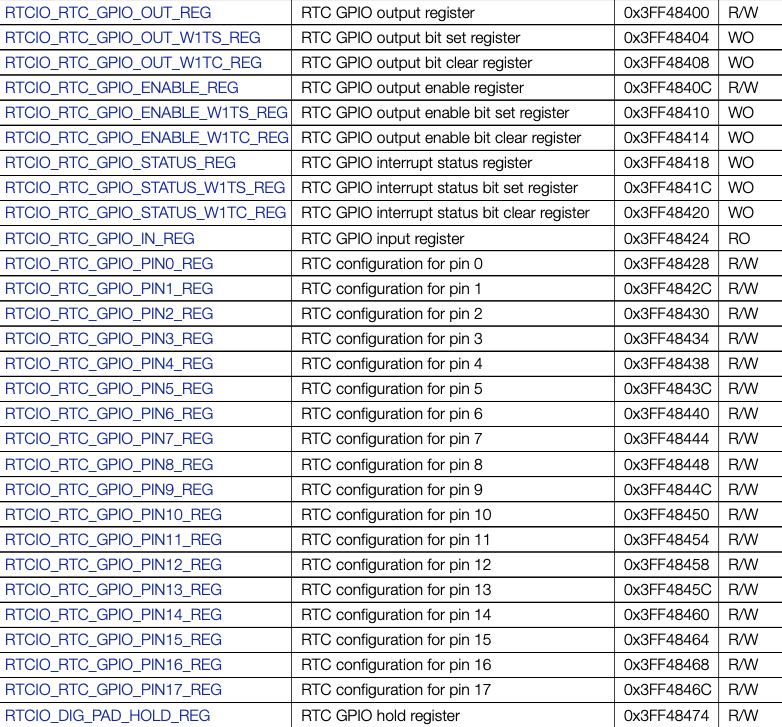 RTCIO_RTC_GPIO_OUT_REG RTC GPIO output register 0x3FF48400 R/W
RTCIO_RTC_GPIO_OUT_W1TS_REG RTC GPIO output bit set register 0x3FF48404 WO
RTCIO_RTC_GPIO_OUT_W1TC_REG RTC GPIO output bit clear register 0x3FF48408 WO
RTCIO_RTC_GPIO_ENABLE_REG RTC GPIO output enable register 0x3FF4840C R/W
RTCIO_RTC_GPIO_ENABLE_W1TS_REG RTC GPIO output enable bit set register 0x3FF48410 WO
RTCIO_RTC_GPIO_ENABLE_W1TC_REG RTC GPIO output enable bit clear register 0x3FF48414 WO
RTCIO_RTC_GPIO_STATUS_REG RTC GPIO interrupt status register 0x3FF48418 WO
RTCIO_RTC_GPIO_STATUS_W1TS_REG RTC GPIO interrupt status bit set register 0x3FF4841C WO
RTCIO_RTC_GPIO_STATUS_W1TC_REG RTC GPIO interrupt status bit clear register 0x3FF48420 WO
RTCIO_RTC_GPIO_IN_REG RTC GPIO input register 0x3FF48424 RO
RTCIO_RTC_GPIO_PIN0_REG RTC configuration for pin 0 0x3FF48428 R/W
RTCIO_RTC_GPIO_PIN1_REG RTC configuration for pin 1 0x3FF4842C R/W
RTCIO_RTC_GPIO_PIN2_REG RTC configuration for pin 2 0x3FF48430 R/W
RTCIO_RTC_GPIO_PIN3_REG RTC configuration for pin 3 0x3FF48434 R/W
RTCIO_RTC_GPIO_PIN4_REG RTC configuration for pin 4 0x3FF48438 R/W
RTCIO_RTC_GPIO_PIN5_REG RTC configuration for pin 5 0x3FF4843C R/W
RTCIO_RTC_GPIO_PIN6_REG RTC configuration for pin 6 0x3FF48440 R/W
RTCIO_RTC_GPIO_PIN7_REG RTC configuration for pin 7 0x3FF48444 R/W
RTCIO_RTC_GPIO_PIN8_REG RTC configuration for pin 8 0x3FF48448 R/W
RTCIO_RTC_GPIO_PIN9_REG RTC configuration for pin 9 0x3FF4844C R/W
RTCIO_RTC_GPIO_PIN10_REG RTC configuration for pin 10 0x3FF48450 R/W
RTCIO_RTC_GPIO_PIN11_REG RTC configuration for pin 11 0x3FF48454 R/W
RTCIO_RTC_GPIO_PIN12_REG RTC configuration for pin 12 0x3FF48458 R/W
RTCIO_RTC_GPIO_PIN13_REG RTC configuration for pin 13 0x3FF4845C R/W
RTCIO_RTC_GPIO_PIN14_REG RTC configuration for pin 14 0x3FF48460 R/W
RTCIO_RTC_GPIO_PIN15_REG RTC configuration for pin 15 0x3FF48464 R/W
RTCIO_RTC_GPIO_PIN16_REG RTC configuration for pin 16 0x3FF48468 R/W
RTCIO_RTC_GPIO_PIN17_REG RTC configuration for pin 17 0x3FF4846C R/W
RTCIO_DIG_PAD_HOLD_REG RTC GPIO hold register 0x3FF48474 R/W